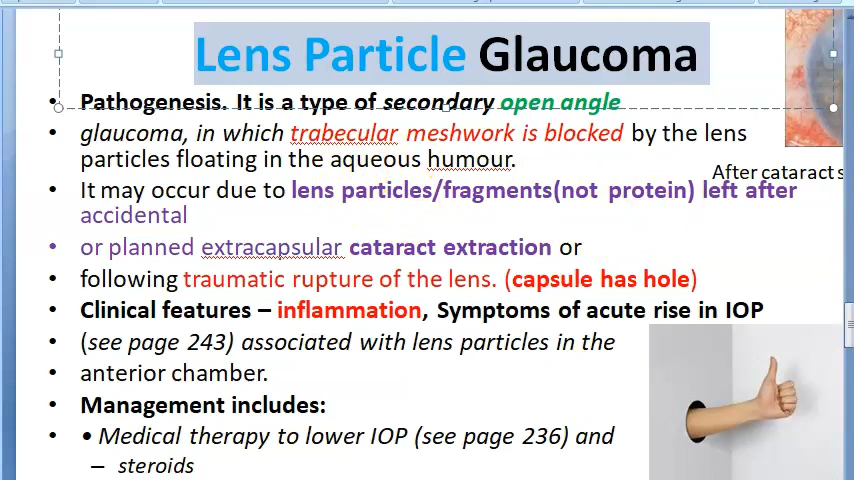 Lens Particle Glaucoma
• Pathogenesis. It is a type of secondary open angle
• glaucoma, in which trabecular meshwork is blocked by the lens
particles floating in the aqueous humour.
After cataract s
• It may occur due to lens particles/fragments(not protein) left after
accidental
• or planned extracapsular cataract extraction or
• following traumatic rupture of the lens. (capsule has hole)
• Clinical features – inflammation, Symptoms of acute rise in IOP
• (see page 243) associated with lens particles in the
• anterior chamber.
• Management includes:
• • Medical therapy to lower IOP (see page 236) and
– steroids